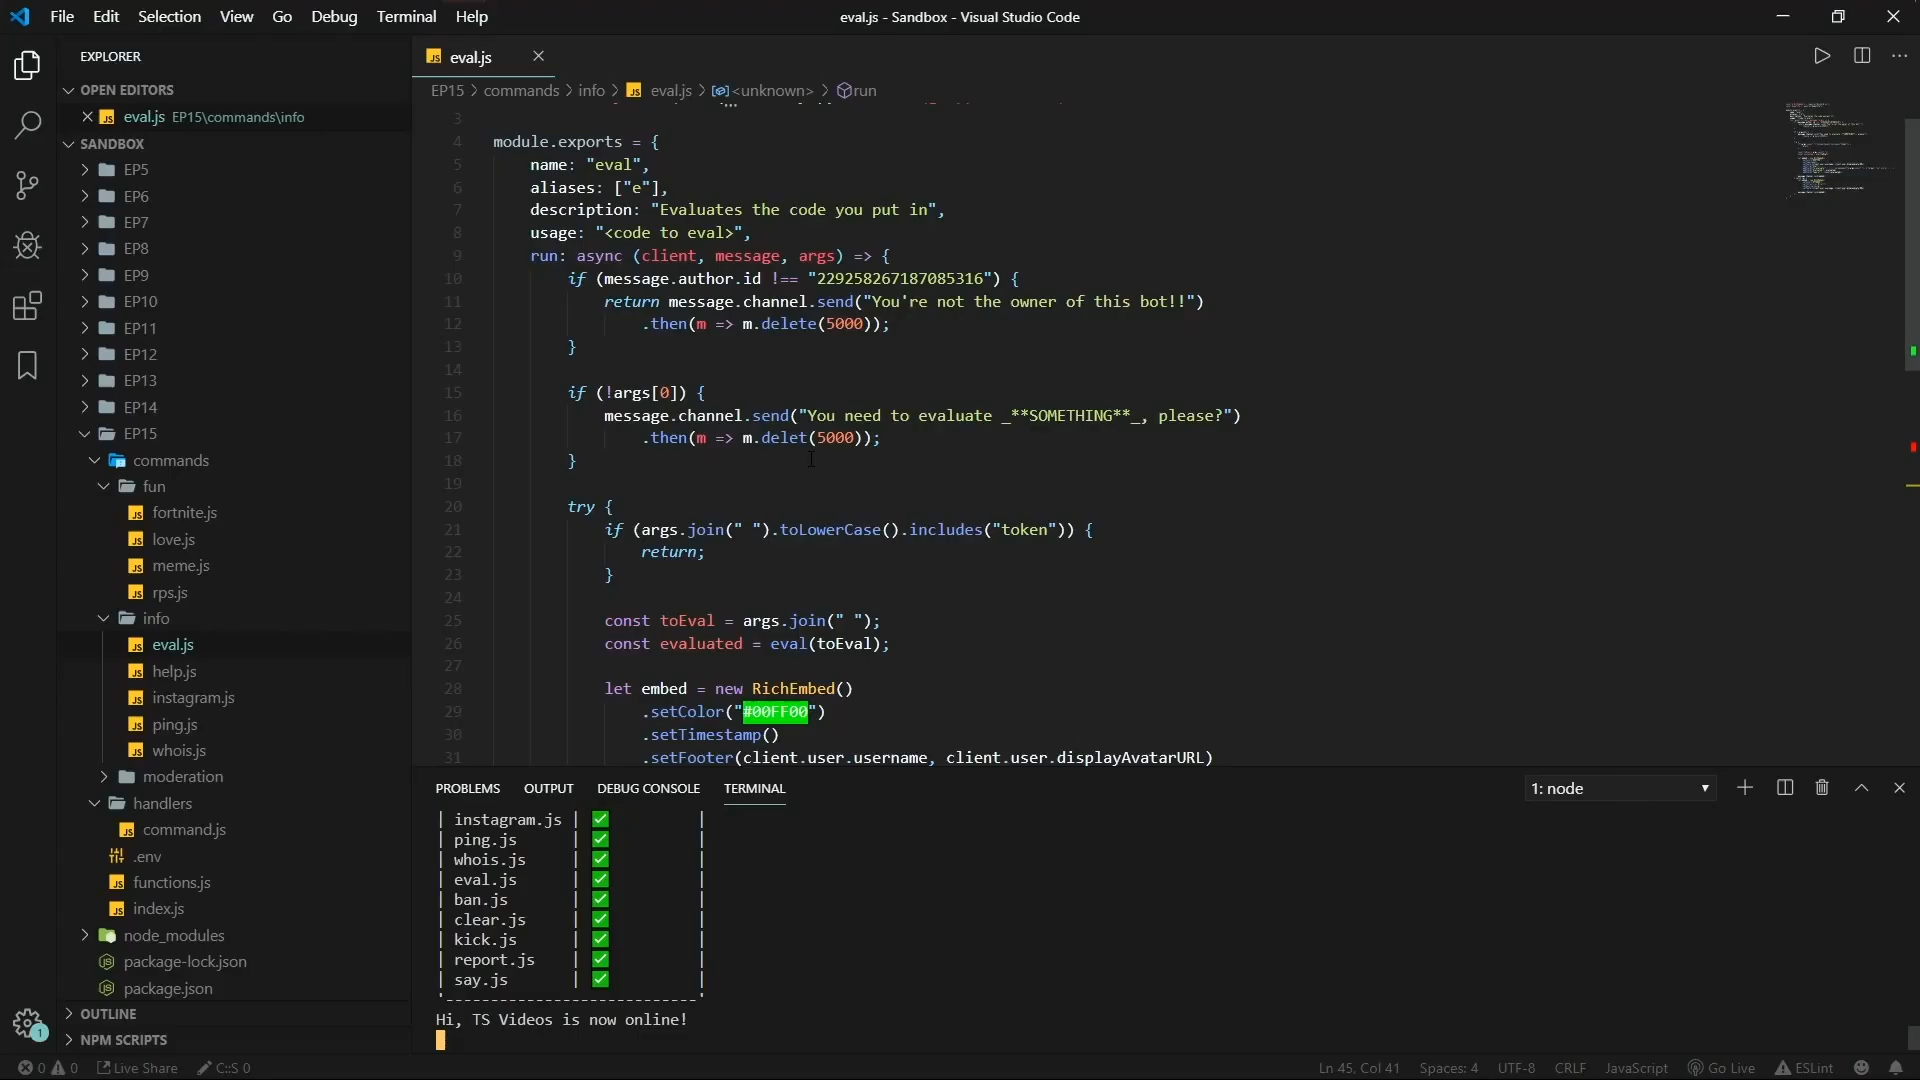 File Edit Selection View Go Debug Terminal Help
eval.js - Sandbox - Visual Studio Code
EXPLORER
OPEN EDITORS
eval.js EP15\commands\info
SANDBOX
EP5
EP6
EP7
EP8
EP9
EP10
EP11
EP12
EP13
EP14
EP15
commands
fun
fortnite.js
love.js
meme.js
rps.js
info
eval.js
help.js
instagram.js
ping.js
whois.js
moderation
handlers
command.js
.env
functions.js
index.js
node_modules
package-lock.json
package.json
OUTLINE
NPM SCRIPTS
eval.js
EP15 > commands > info > eval.js > <unknown> > run
3
4 module.exports = {
5 name: "eval",
6 aliases: ["e"],
7 description: "Evaluates the code you put in",
8 usage: "<code to eval>",
9 run: async (client, message, args) => {
10 if (message.author.id !== "229258267187085316") {
11 return message.channel.send("You're not the owner of this bot!!")
12 .then(m => m.delete(5000));
13 }
14
15 if (!args[0]) {
16 message.channel.send("You need to evaluate _**SOMETHING**_, please?")
17 .then(m => m.delet(5000));
18 }
19
20 try {
21 if (args.join(" ").toLowerCase().includes("token")) {
22 return;
23 }
24
25 const toEval = args.join(" ");
26 const evaluated = eval(toEval);
27
28 let embed = new RichEmbed()
29 .setColor("#00FF00")
30 .setTimestamp()
31 .setFooter(client.user.username, client.user.displayAvatarURL)
PROBLEMS OUTPUT DEBUG CONSOLE TERMINAL
1: node
| instagram.js | ✅ |
| ping.js | ✅ |
| whois.js | ✅ |
| eval.js | ✅ |
| ban.js | ✅ |
| clear.js | ✅ |
| kick.js | ✅ |
| report.js | ✅ |
| say.js | ✅ |
'----------------------------'
Hi, TS Videos is now online!
1
0 0 Live Share C:S 0
Ln 45, Col 41 Spaces: 4 UTF-8 CRLF JavaScript Go Live ESLint